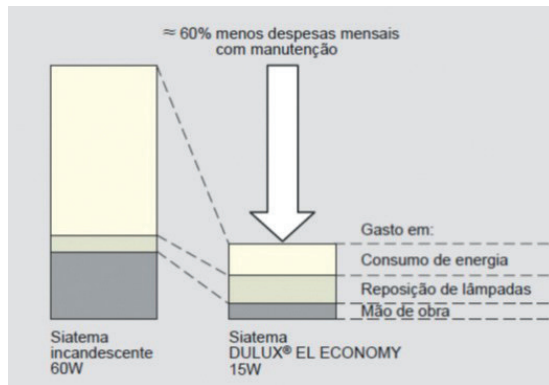 ≈ 60% menos despesas mensais
com manutenção
Gasto em:
Consumo de energia
Reposição de lâmpadas
Mão de obra
Siatema
incandescente
60W
Siatema
DULUX® EL ECONOMY
15W